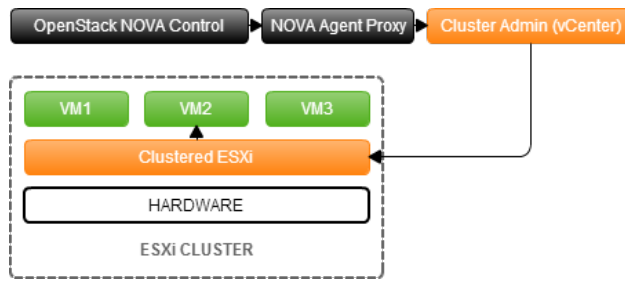 OpenStack NOVA Control
NOVA Agent Proxy
Cluster Admin (vCenter)
VM1
VM2
VM3
Clustered ESXi
HARDWARE
ESXi CLUSTER